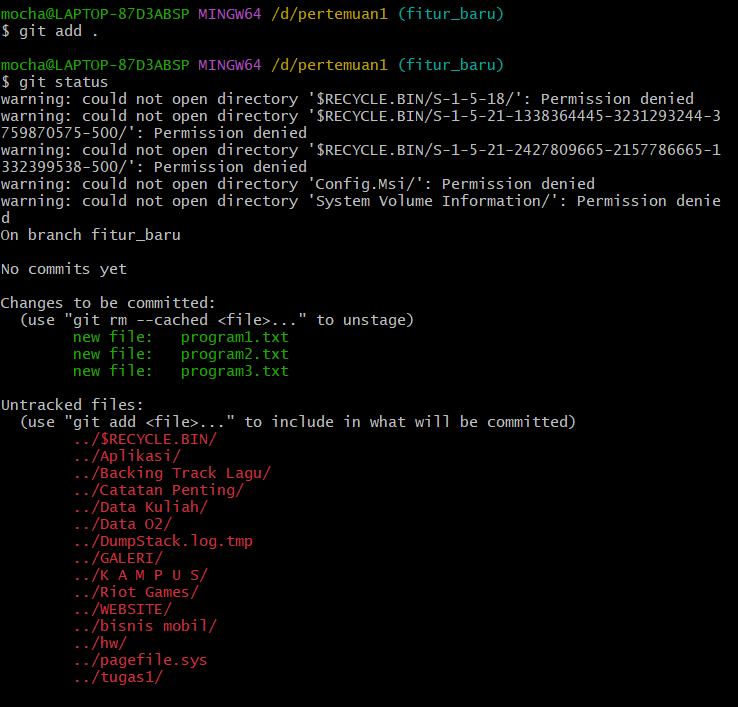 mocha@LAPTOP-87D3ABSP MINGW64 /d/pertemuan1 (fitur_baru)
$ git add .
mocha@LAPTOP-87D3ABSP MINGW64 /d/pertemuan1 (fitur_baru)
$ git status
warning: could not open directory '$RECYCLE.BIN/S-1-5-18/': Permission denied
warning: could not open directory '$RECYCLE.BIN/S-1-5-21-1338364445-3231293244-3
759870575-500/': Permission denied
warning: could not open directory '$RECYCLE.BIN/S-1-5-21-2427809665-2157786665-1
332399538-500/': Permission denied
warning: could not open directory 'Config.Msi/': Permission denied
warning: could not open directory 'System Volume Information/': Permission denie
d
On branch fitur_baru
No commits yet
Changes to be committed:
  (use "git rm --cached <file>..." to unstage)
        new file:   program1.txt
        new file:   program2.txt
        new file:   program3.txt
Untracked files:
  (use "git add <file>..." to include in what will be committed)
        ../$RECYCLE.BIN/
        ../Aplikasi/
        ../Backing Track Lagu/
        ../Catatan Penting/
        ../Data Kuliah/
        ../Data O2/
        ../DumpStack.log.tmp
        ../GALERI/
        ../K A M P U S/
        ../Riot Games/
        ../WEBSITE/
        ../bisnis mobil/
        ../hw/
        ../pagefile.sys
        ../tugas1/